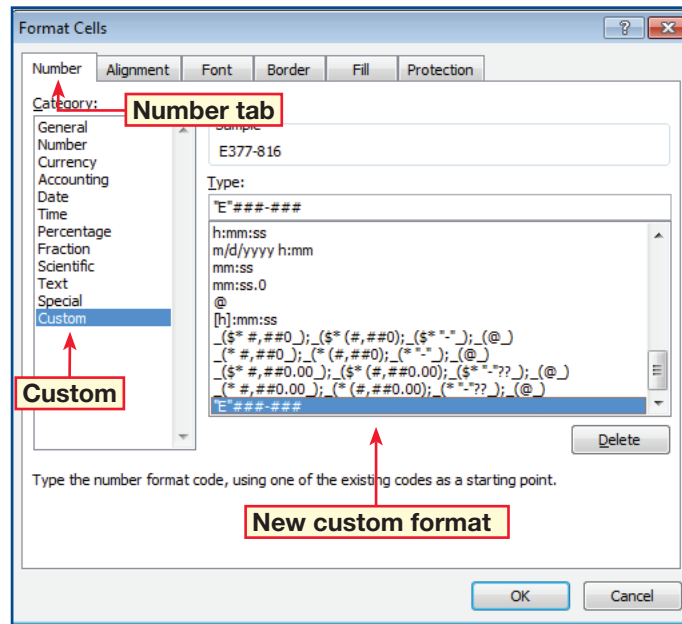 Format Cells
Number Alignment Font Border Fill Protection
Category:
Number tab
General
Number
Currency
Accounting
Date
Time
Percentage
Fraction
Scientific
Text
Special
Custom
Sample
E377-816
Type:
"E"###-###
h:mm:ss
m/d/yyyy h:mm
mm:ss
mm:ss.0
@
[h]:mm:ss
_($* #,##0_);_($* (#,##0);_($* "-"_);_(@_)
_(* #,##0_);_(* (#,##0);_(* "-"_);_(@_)
_($* #,##0.00_);_($* (#,##0.00);_($* "-"??_);_(@_)
_(* #,##0.00_);_(* (#,##0.00);_(* "-"??_);_(@_)
"E"###-###
Custom
Delete
Type the number format code, using one of the existing codes as a starting point.
New custom format
OK Cancel